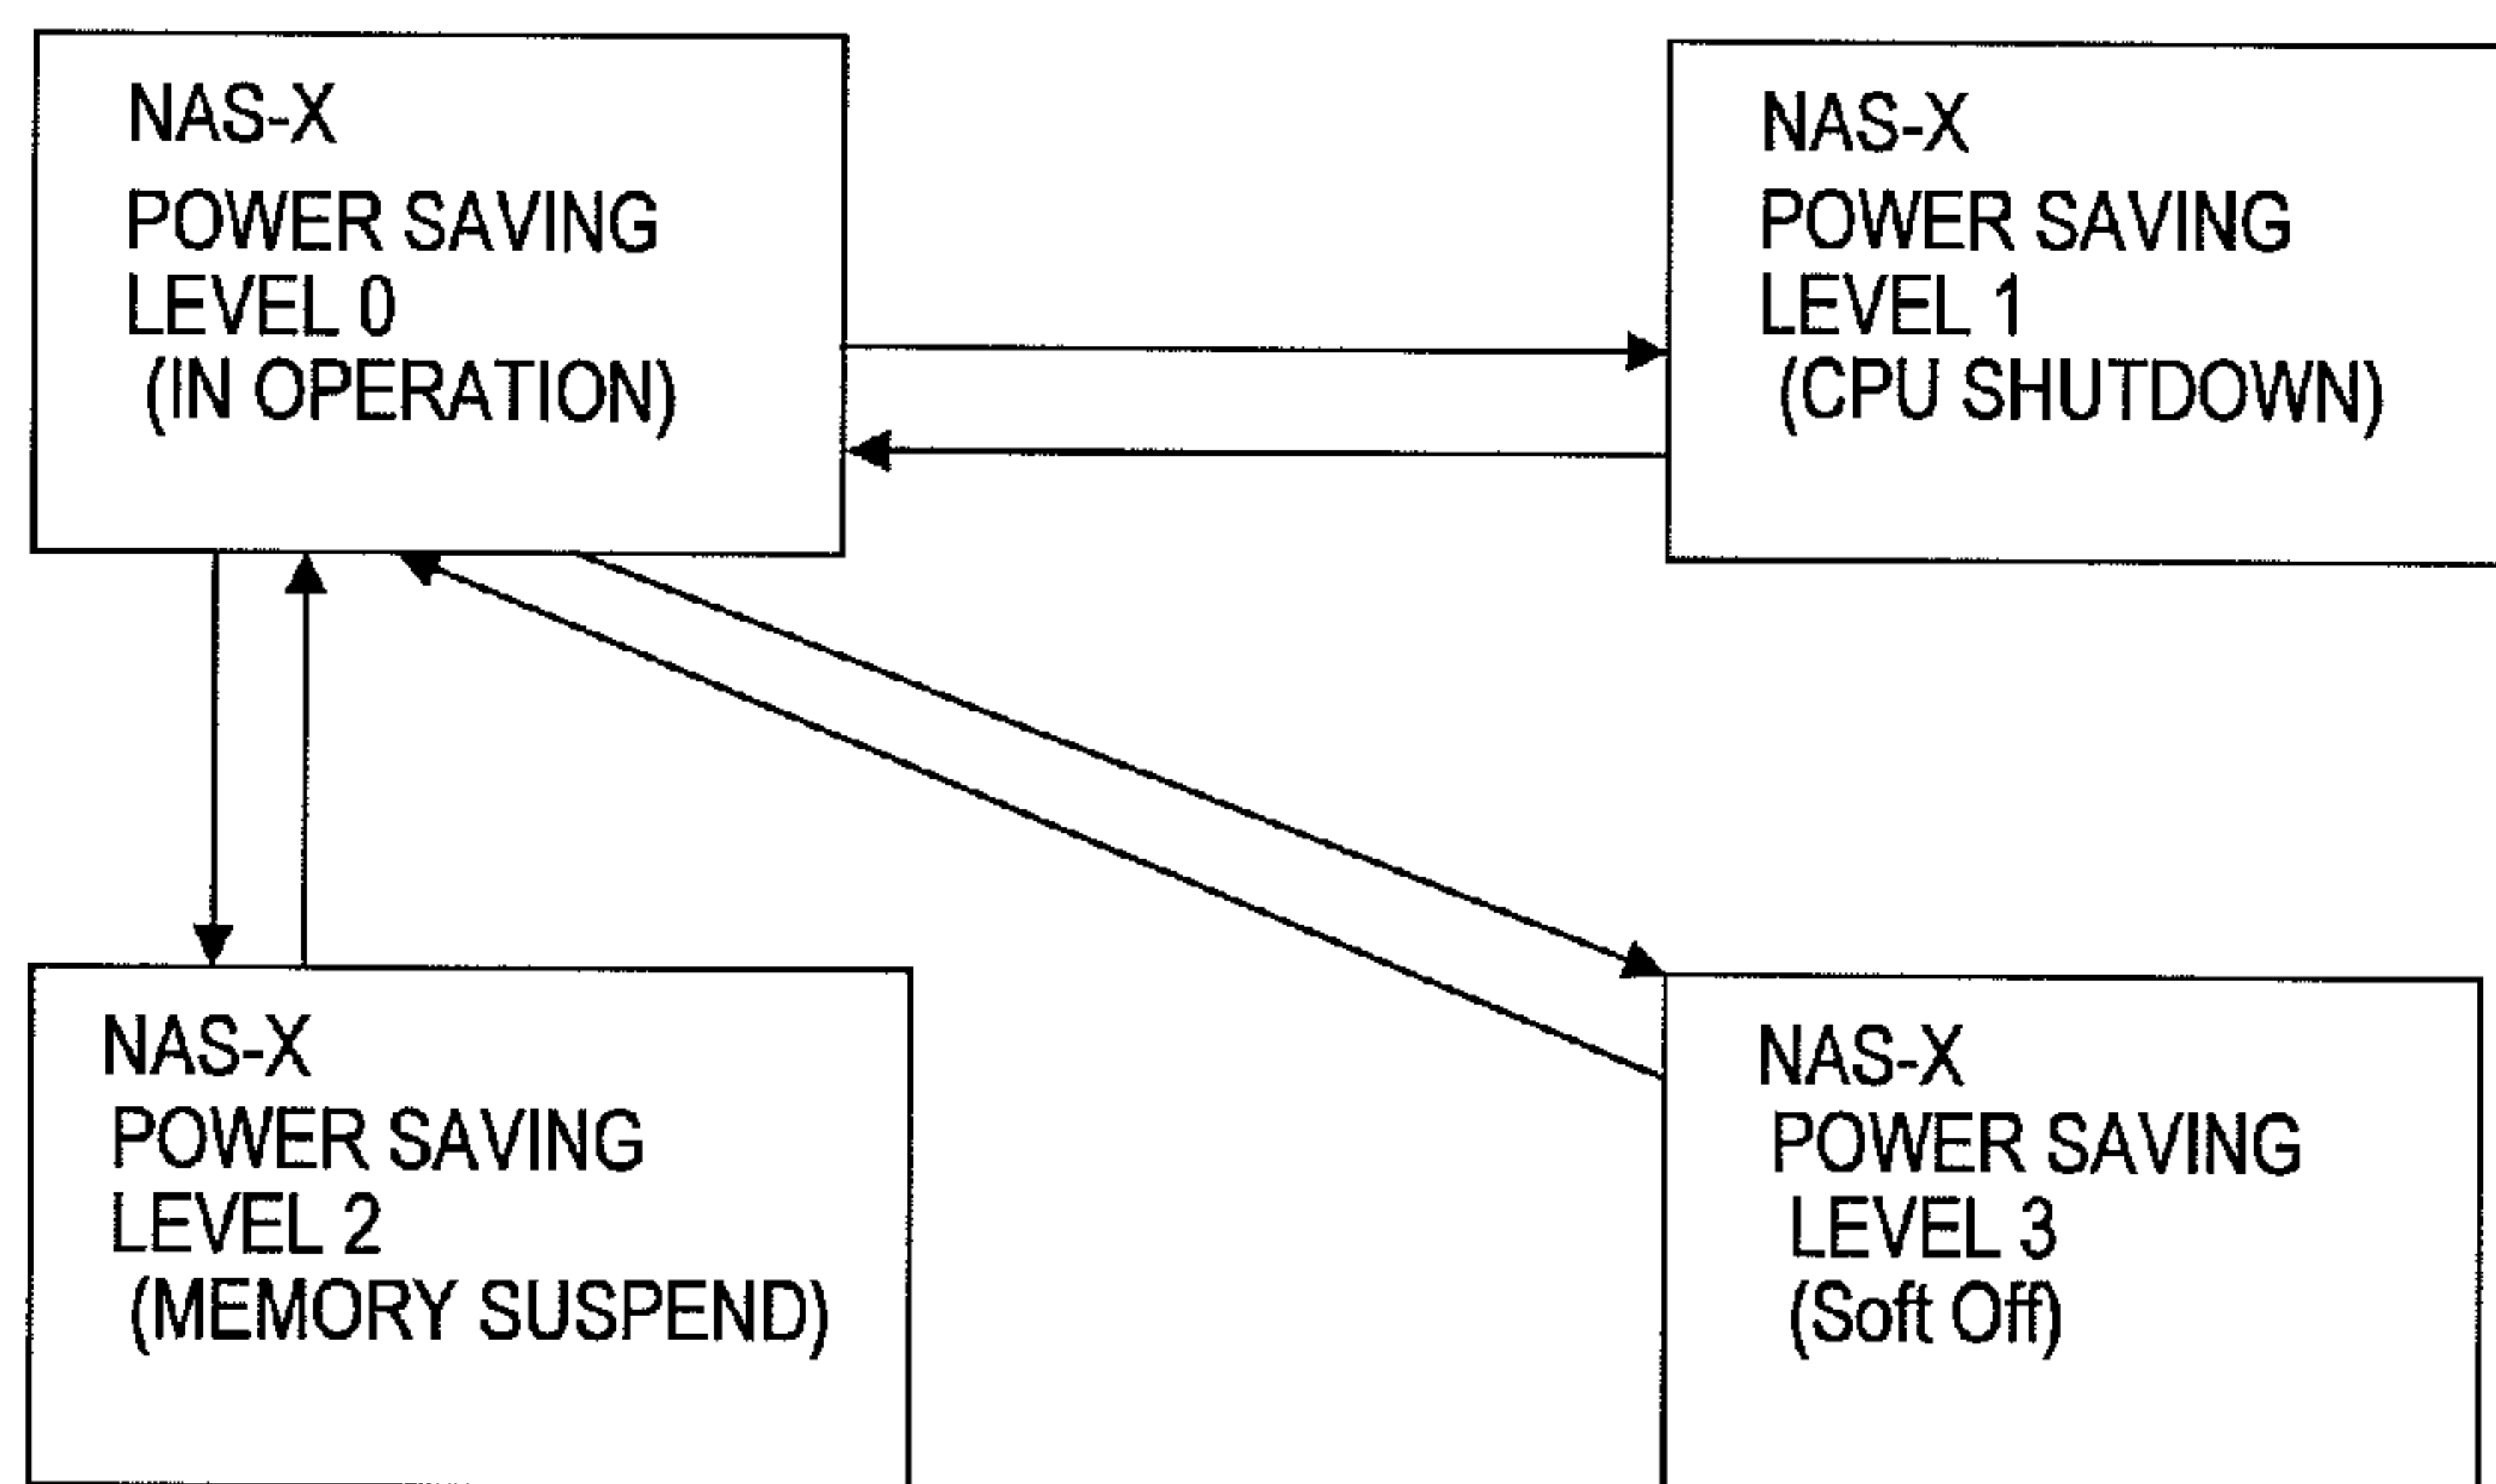 NAS-X
POWER SAVING
LEVEL 0
(IN OPERATION)
NAS-X
POWER SAVING
LEVEL 1
(CPU SHUTDOWN)
NAS-X
POWER SAVING
LEVEL 2
(MEMORY SUSPEND)
NAS-X
POWER SAVING
LEVEL 3
(Soft Off)